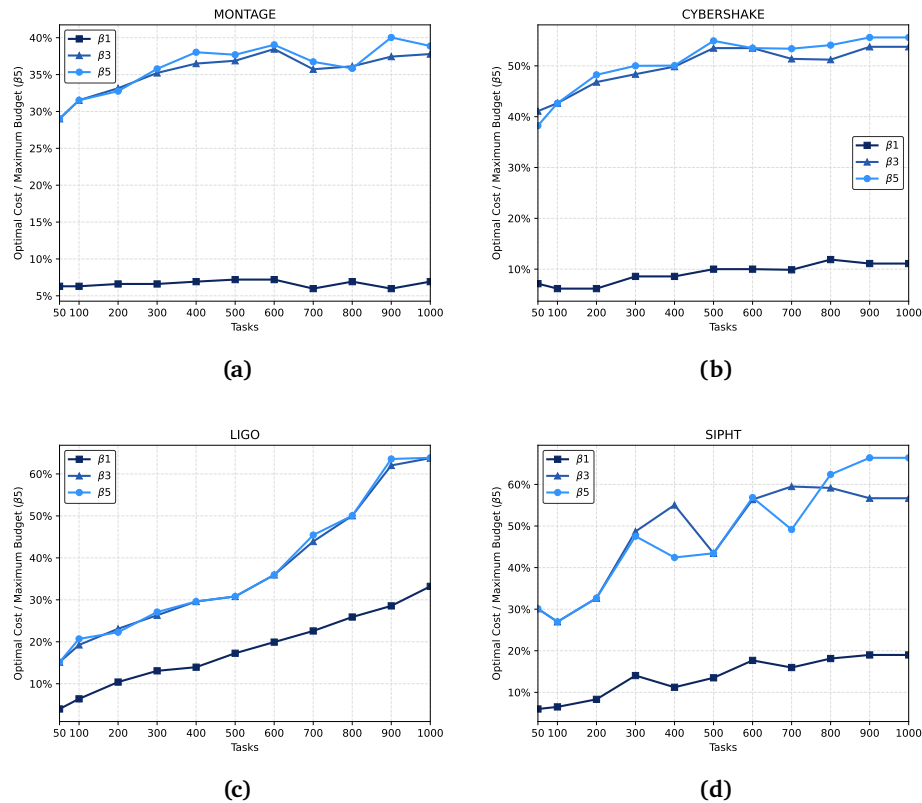 MONTAGE
40%
35%
30%
25%
20%
15%
10%
5%
Optimal Cost / Maximum Budget (β5)
β1
β3
β5
50 100 200 300 400 500 600 700 800 900 1000
Tasks
(a)
CYBERSHAKE
50%
40%
30%
20%
10%
Optimal Cost / Maximum Budget (β5)
β1
β3
β5
50 100 200 300 400 500 600 700 800 900 1000
Tasks
(b)
LIGO
60%
50%
40%
30%
20%
10%
Optimal Cost / Maximum Budget (β5)
β1
β3
β5
50 100 200 300 400 500 600 700 800 900 1000
Tasks
(c)
SIPHT
60%
50%
40%
30%
20%
10%
Optimal Cost / Maximum Budget (β5)
β1
β3
β5
50 100 200 300 400 500 600 700 800 900 1000
Tasks
(d)